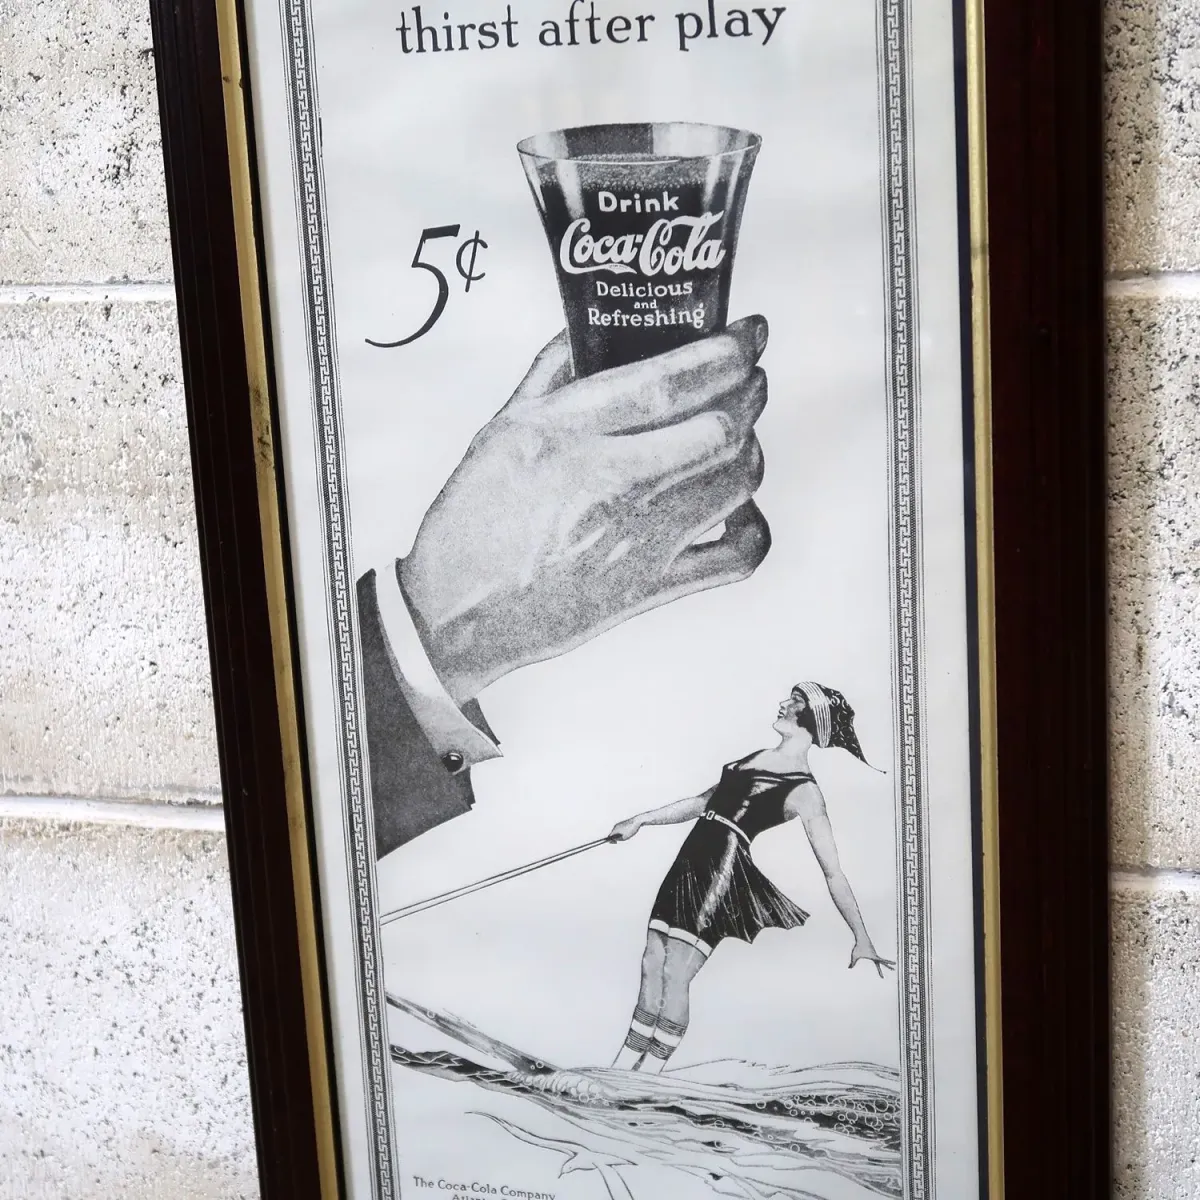 thirst after play
5¢
Drink
Coca-Cola
Delicious
and
Refreshing
The Coca-Cola Company